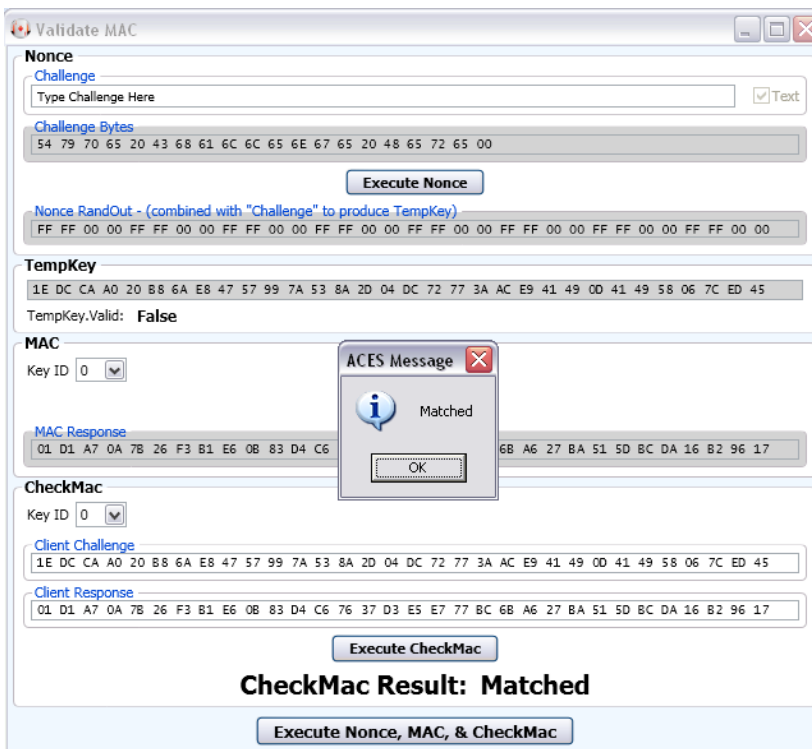 Validate MAC
Nonce
Challenge
Type Challenge Here
Text
Challenge Bytes
54 79 70 65 20 43 68 61 6C 6C 65 6E 67 65 20 48 65 72 65 00
Execute Nonce
Nonce RandOut - (combined with "Challenge" to produce TempKey)
FF FF 00 00 FF FF 00 00 FF FF 00 00 FF FF 00 00 FF FF 00 00 FF FF 00 00 FF FF 00 00 FF FF 00 00
TempKey
1E DC CA A0 20 B8 6A E8 47 57 99 7A 53 8A 2D 04 DC 72 77 3A AC E9 41 49 0D 41 49 58 06 7C ED 45
TempKey.Valid: False
MAC
Key ID 0
ACES Message
Matched
OK
MAC Response
01 D1 A7 0A 7B 26 F3 B1 E6 0B 83 D4 C6 6B A6 27 BA 51 5D BC DA 16 B2 96 17
CheckMac
Key ID 0
Client Challenge
1E DC CA A0 20 B8 6A E8 47 57 99 7A 53 8A 2D 04 DC 72 77 3A AC E9 41 49 0D 41 49 58 06 7C ED 45
Client Response
01 D1 A7 0A 7B 26 F3 B1 E6 0B 83 D4 C6 76 37 D3 E5 E7 77 BC 6B A6 27 BA 51 5D BC DA 16 B2 96 17
Execute CheckMac
CheckMac Result: Matched
Execute Nonce, MAC, & CheckMac